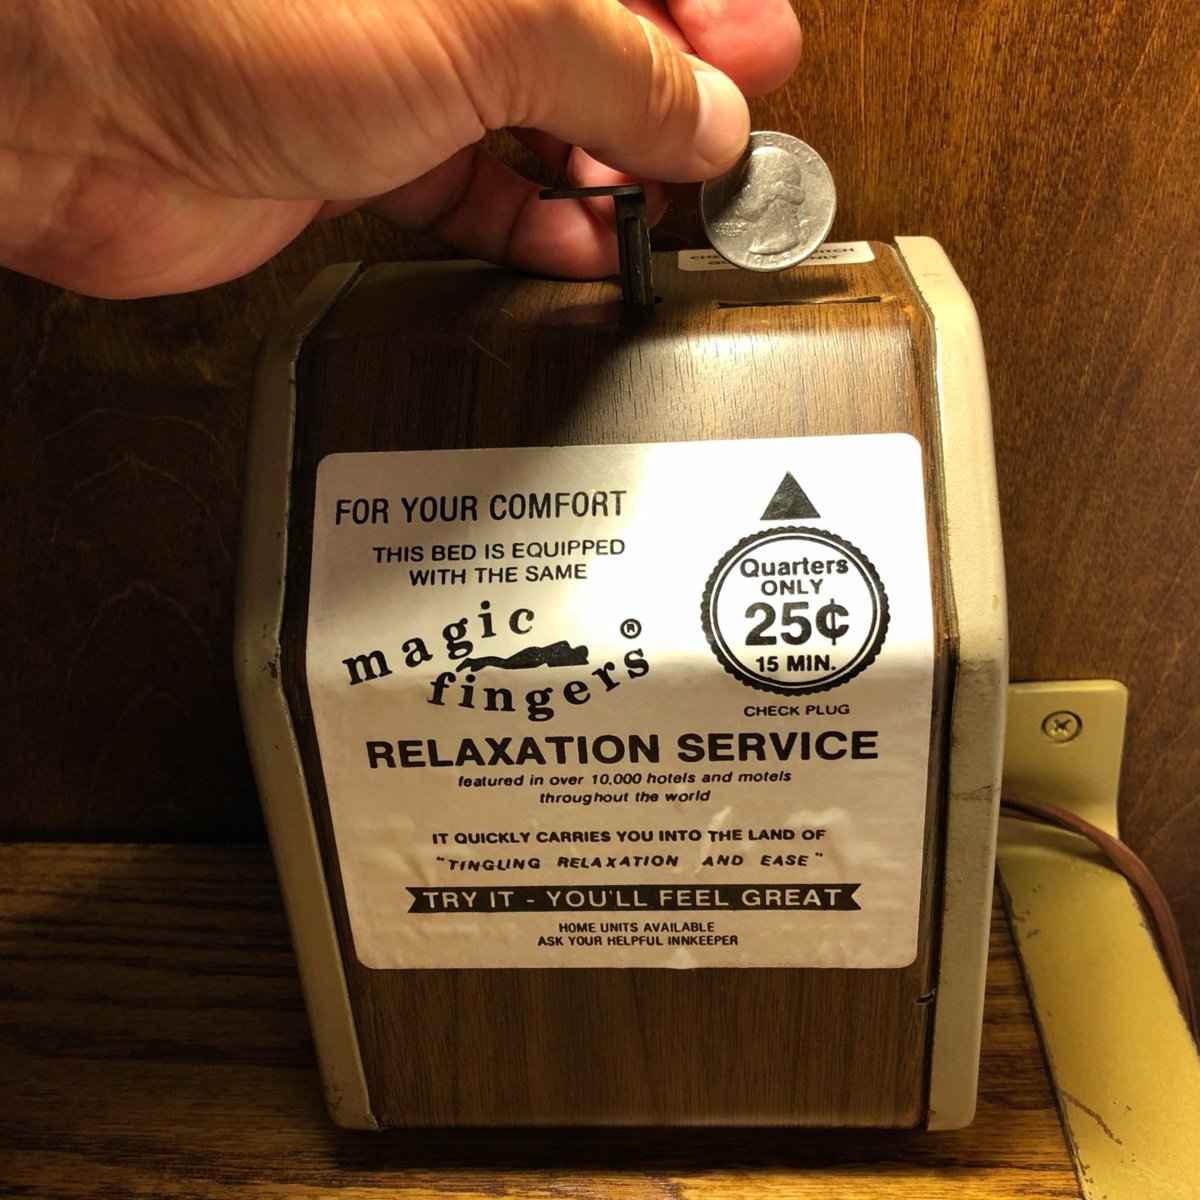 ONLY
FOR YOUR COMFORT
THIS BED IS EQUIPPED
WITH THE SAME
magic
fingers®
Quarters
ONLY
25¢
15 MIN.
CHECK PLUG
RELAXATION SERVICE
featured in over 10,000 hotels and motels
throughout the world
IT QUICKLY CARRIES YOU INTO THE LAND OF
"TINGLING RELAXATION AND EASE"
TRY IT - YOU'LL FEEL GREAT
HOME UNITS AVAILABLE
ASK YOUR HELPFUL INNKEEPER